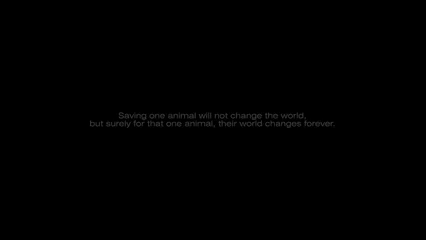 Saving one animal will not change the world,
but surely for that one animal, their world changes forever.